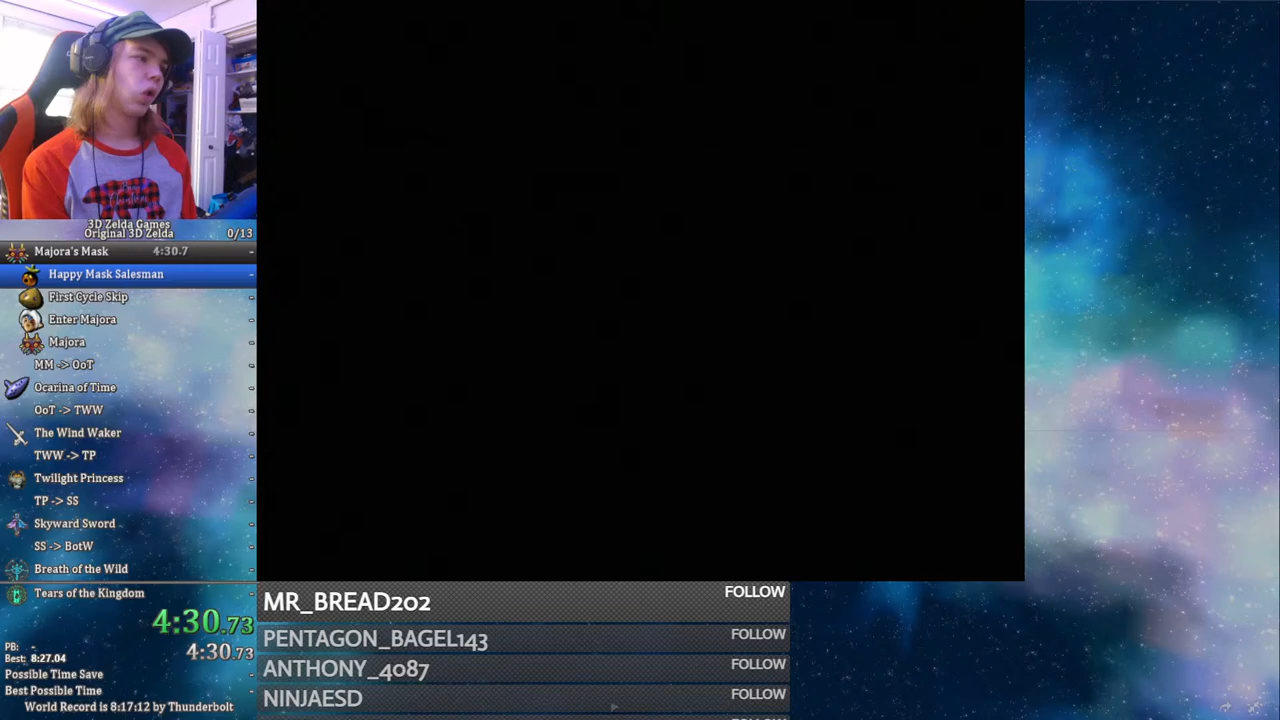 3D Zelda Games
Original 3D Zelda 0/13
Majora's Mask 4:30.7 -
Happy Mask Salesman -
First Cycle Skip -
Enter Majora -
Majora -
MM -> OoT -
Ocarina of Time -
OoT -> TWW -
The Wind Waker -
TWW -> TP -
Twilight Princess -
TP -> SS -
Skyward Sword -
SS -> BotW -
Breath of the Wild -
Tears of the Kingdom -
4:30.73
PB: -
4:30.73
Best: 8:27.04
Possible Time Save -
Best Possible Time -
World Record is 8:17:12 by Thunderbolt
MR_BREAD202 FOLLOW
PENTAGON_BAGEL143 FOLLOW
ANTHONY_4087 FOLLOW
NINJAESD FOLLOW